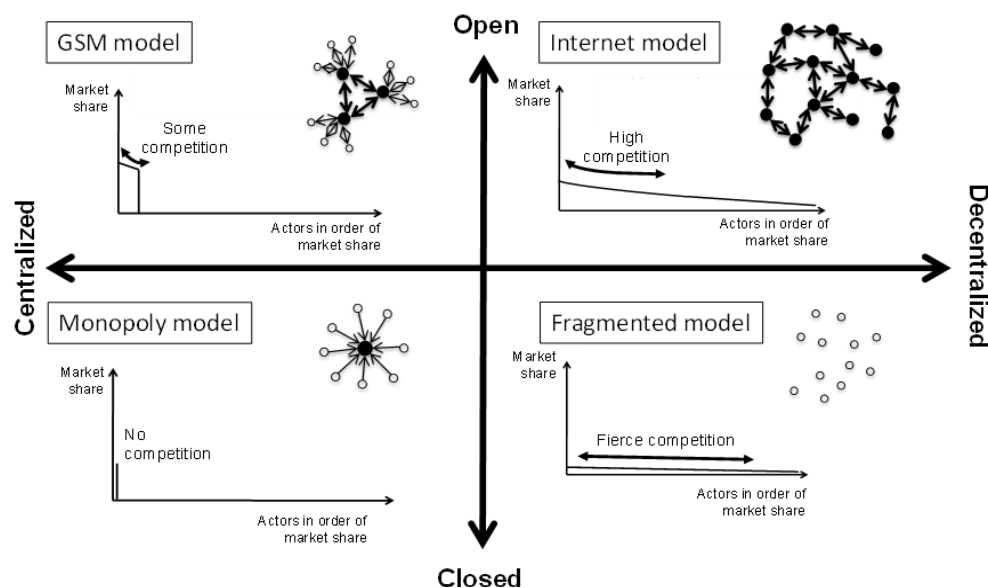 Open
GSM model
Market
share
Some
competition
Actors in order of
market share
Internet model
Market
share
High
competition
Actors in order of
market share
Centralized
Decentralized
Monopoly model
Market
share
No
competition
Actors in order of
market share
Fragmented model
Market
share
Fierce competition
Actors in order of
market share
Closed